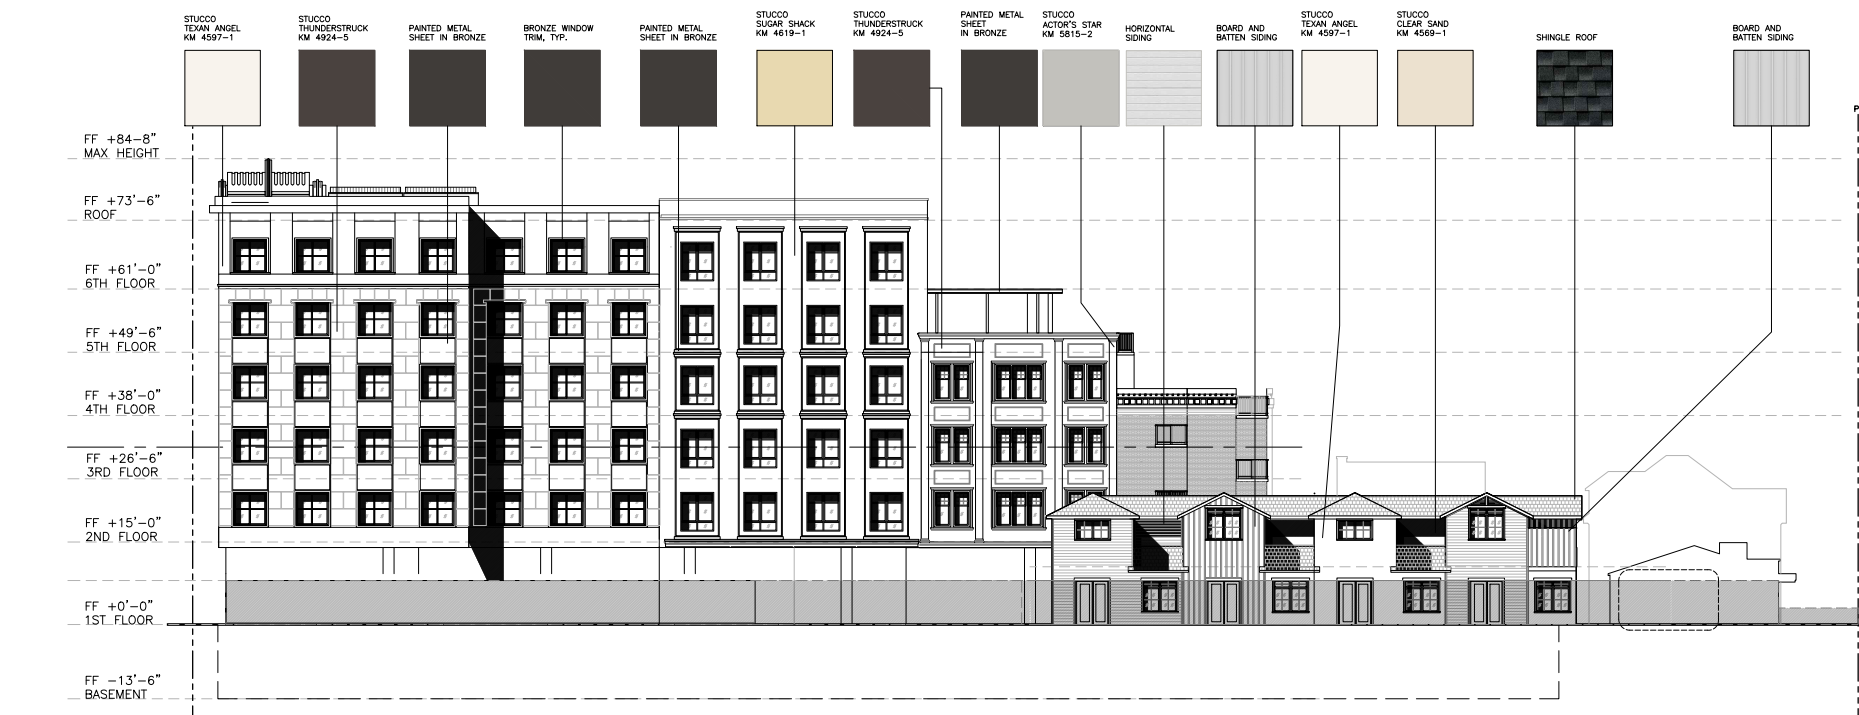 STUCCO
TEXAN ANGEL
KM 4597-1
STUCCO
THUNDERSTRUCK
KM 4924-5
PAINTED METAL
SHEET IN BRONZE
BRONZE WINDOW
TRIM, TYP.
PAINTED METAL
SHEET IN BRONZE
STUCCO
SUGAR SHACK
KM 4619-1
STUCCO
THUNDERSTRUCK
KM 4924-5
PAINTED METAL
SHEET
IN BRONZE
STUCCO
ACTOR'S STAR
KM 5815-2
HORIZONTAL
SIDING
BOARD AND
BATTEN SIDING
STUCCO
TEXAN ANGEL
KM 4597-1
STUCCO
CLEAR SAND
KM 4569-1
SHINGLE ROOF
BOARD AND
BATTEN SIDING
P
FF +84-8"
MAX HEIGHT
FF +73'-6"
ROOF
FF +61'-0"
6TH FLOOR
FF +49'-6"
5TH FLOOR
FF +38'-0"
4TH FLOOR
FF +26'-6"
3RD FLOOR
FF +15'-0"
2ND FLOOR
FF +0'-0"
1ST FLOOR
FF -13'-6"
BASEMENT